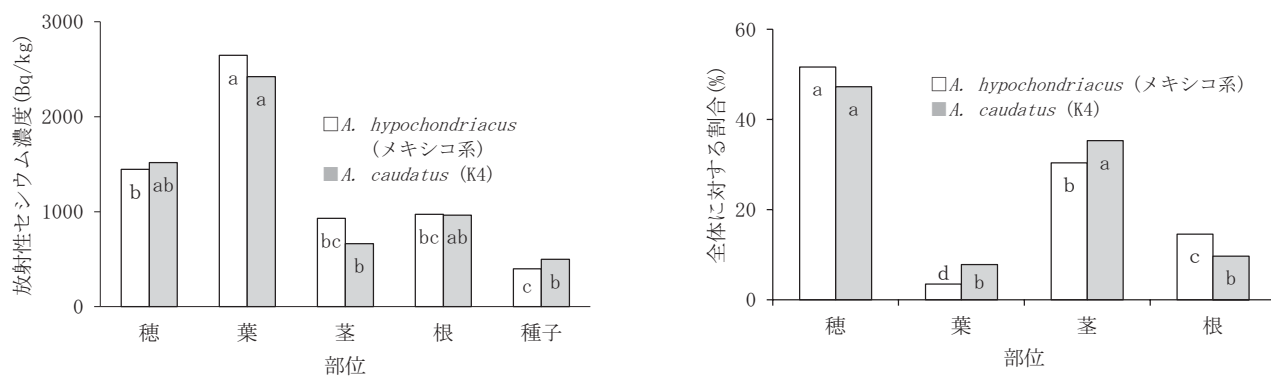 放射性セシウム濃度(Bq/kg)
3000
2000
1000
0
a
a
b
ab
bc
b
bc
ab
c
b
A. hypochondriacus
(メキシコ系)
A. caudatus (K4)
穂
葉
茎
根
種子
部位
全体に対する割合(%)
60
40
20
0
A. hypochondriacus (メキシコ系)
A. caudatus (K4)
a
a
d
b
b
a
c
b
穂
葉
茎
根
部位